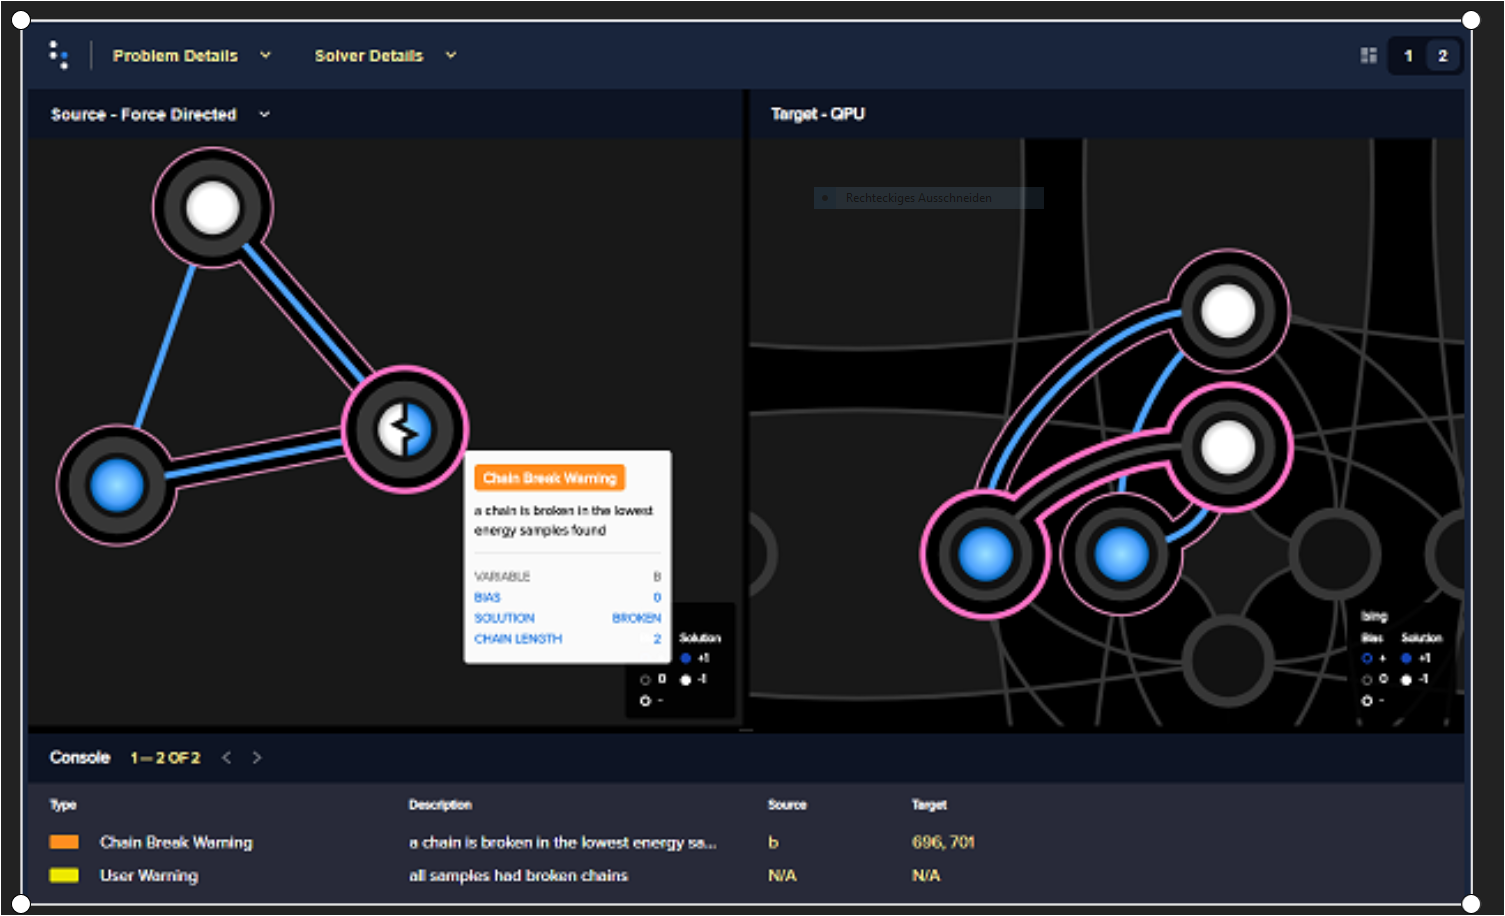 Problem Details Solver Details 1 2
Source - Force Directed
Target - QPU
Rechteckiges Ausschneiden
Chain Break Warning
a chain is broken in the lowest
energy samples found
VARIABLE B
BIAS 0
SOLUTION BROKEN
CHAIN LENGTH 2
Solution
+1
0 -1
-
Ising
Bias Solution
+ +1
0 -1
-
Console 1—2 OF 2 < >
Type Description Source Target
Chain Break Warning a chain is broken in the lowest energy sa... b 696, 701
User Warning all samples had broken chains N/A N/A